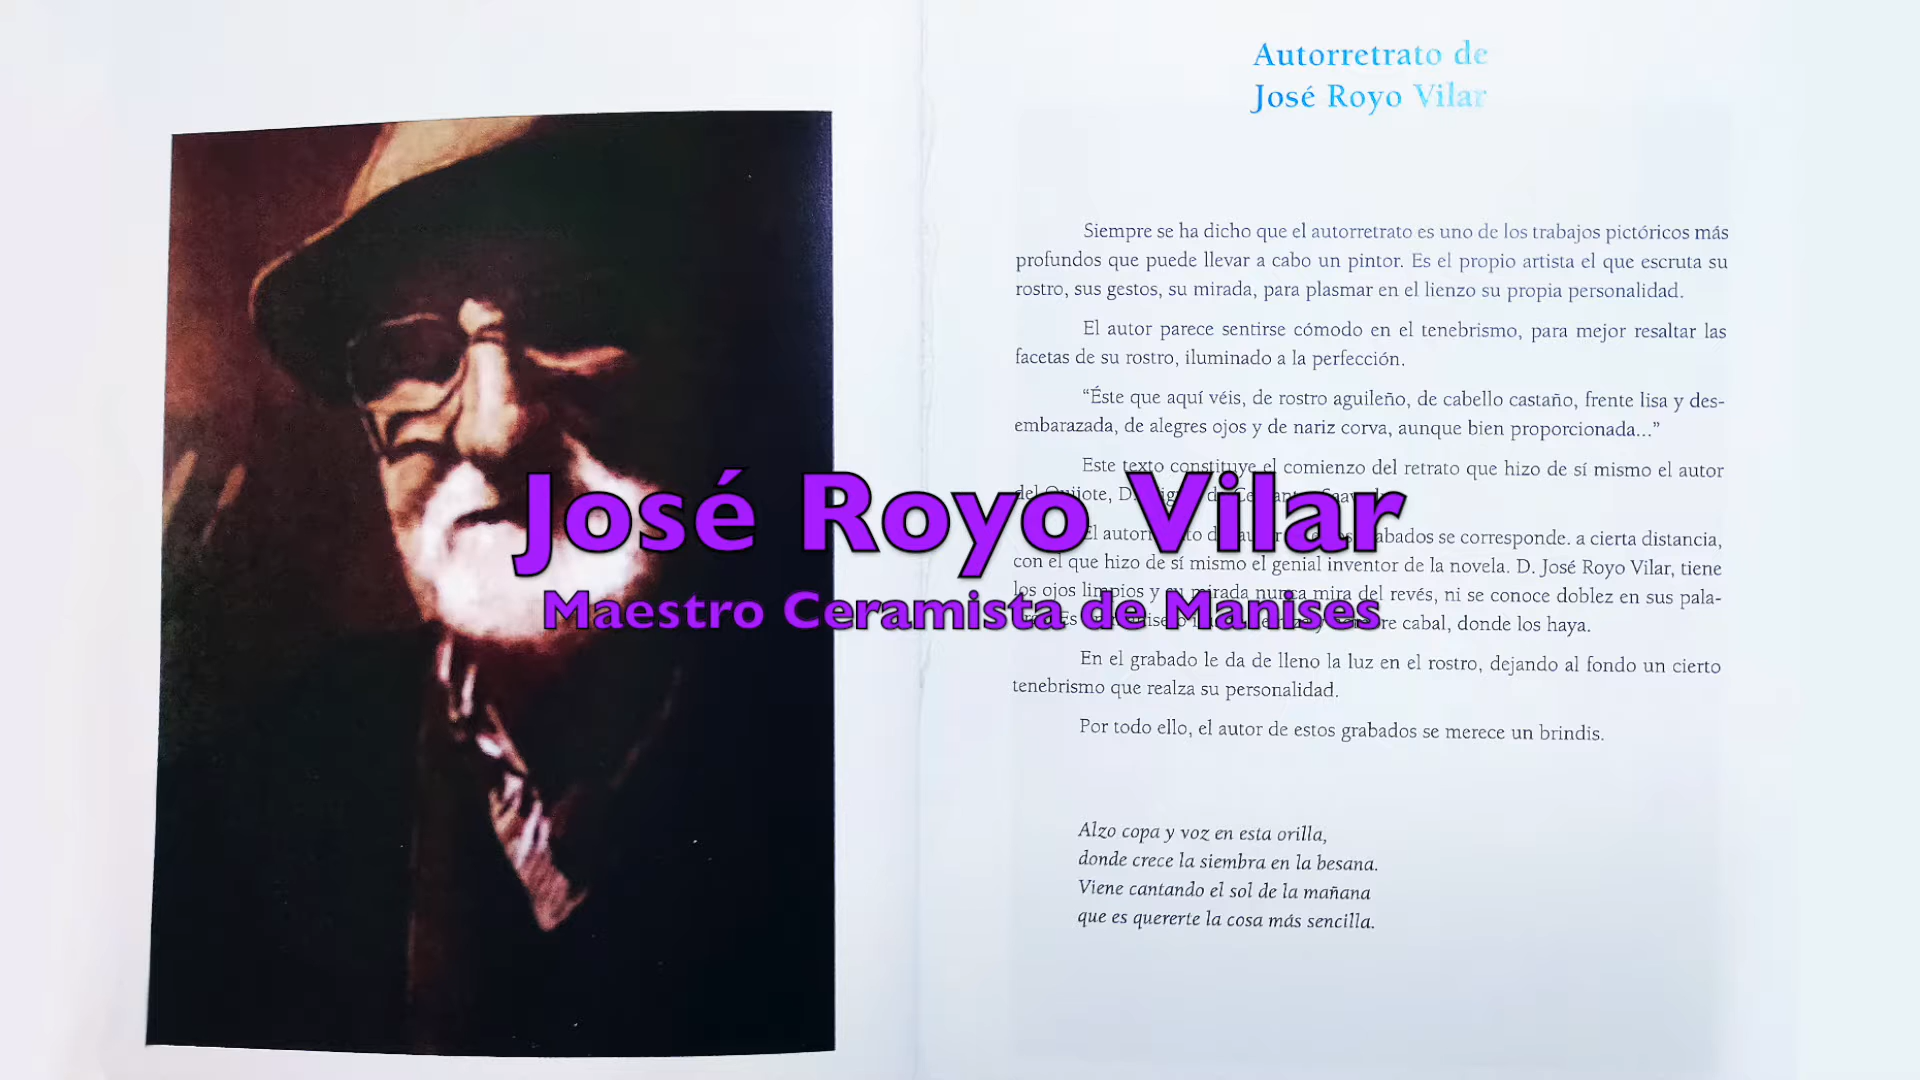 Autorretrato de
José Royo Vilar
Siempre se ha dicho que el autorretrato es uno de los trabajos pictóricos más
profundos que puede llevar a cabo un pintor. Es el propio artista el que escruta su
rostro, sus gestos, su mirada, para plasmar en el lienzo su propia personalidad.
El autor parece sentirse cómodo en el tenebrismo, para mejor resaltar las
facetas de su rostro, iluminado a la perfección.
“Éste que aquí véis, de rostro aguileño, de cabello castaño, frente lisa y des-
embarazada, de alegres ojos y de nariz corva, aunque bien proporcionada...”
Este texto constituye el comienzo del retrato que hizo de sí mismo el autor
del Quijote, D.
José Royo Vilar
El se corresponde. a cierta distancia,
con el que hizo de sí mismo el genial inventor de la novela. D. José Royo Vilar, tiene
los ojos limpios y su mirada nunca mira del revés, ni se conoce doblez en sus pala-
Maestro Ceramista de Manises
Es cabal, donde los haya.
En el grabado le da de lleno la luz en el rostro, dejando al fondo un cierto
tenebrismo que realza su personalidad.
Por todo ello, el autor de estos grabados se merece un brindis.
Alzo copa y voz en esta orilla,
donde crece la siembra en la besana.
Viene cantando el sol de la mañana
que es quererte la cosa más sencilla.